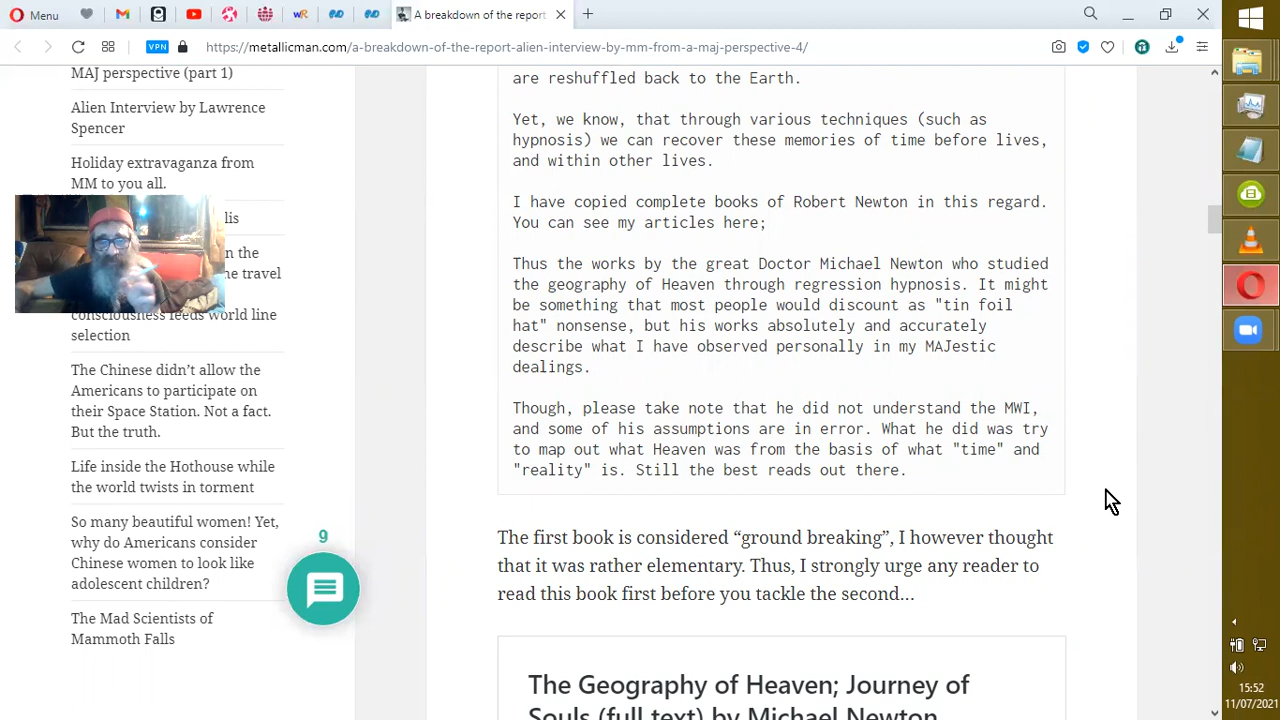 Menu
A breakdown of the report
https://metallicman.com/a-breakdown-of-the-report-alien-interview-by-mm-from-a-maj-perspective-4/
VPN
MAJ perspective (part 1)
Alien Interview by Lawrence
Spencer
Holiday extravaganza from
MM to you all.
lis
n the
ne travel
consciousness feeds world line
selection
The Chinese didn’t allow the
Americans to participate on
their Space Station. Not a fact.
But the truth.
Life inside the Hothouse while
the world twists in torment
So many beautiful women! Yet,
why do Americans consider
Chinese women to look like
adolescent children?
The Mad Scientists of
Mammoth Falls
9
are reshuffled back to the Earth.
Yet, we know, that through various techniques (such as
hypnosis) we can recover these memories of time before lives,
and within other lives.
I have copied complete books of Robert Newton in this regard.
You can see my articles here;
Thus the works by the great Doctor Michael Newton who studied
the geography of Heaven through regression hypnosis. It might
be something that most people would discount as "tin foil
hat" nonsense, but his works absolutely and accurately
describe what I have observed personally in my MAJestic
dealings.
Though, please take note that he did not understand the MWI,
and some of his assumptions are in error. What he did was try
to map out what Heaven was from the basis of what "time" and
"reality" is. Still the best reads out there.
The first book is considered “ground breaking”, I however thought
that it was rather elementary. Thus, I strongly urge any reader to
read this book first before you tackle the second…
The Geography of Heaven; Journey of
Souls (full text) by Michael Newton
15:52
11/07/2021